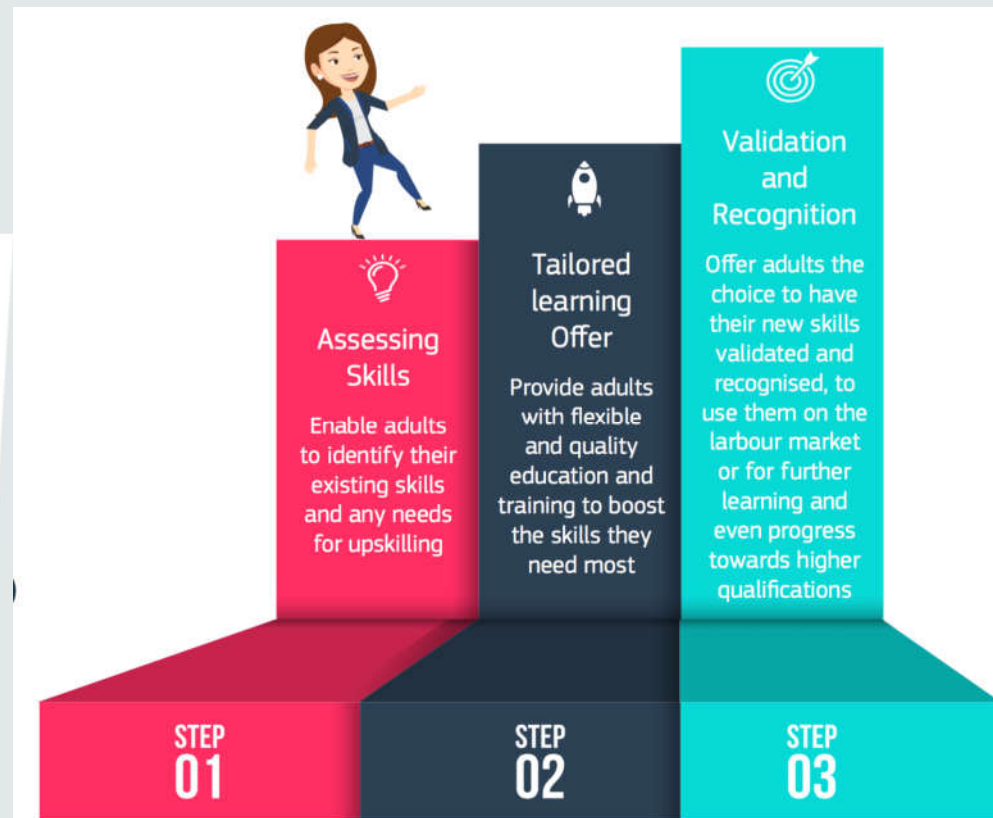 Assessing
Skills
Enable adults
to identify their
existing skills
and any needs
for upskilling
Tailored
learning
Offer
Provide adults
with flexible
and quality
education and
training to boost
the skills they
need most
Validation
and
Recognition
Offer adults the
choice to have
their new skills
validated and
recognised, to
use them on the
larbour market
or for further
learning and
even progress
towards higher
qualifications
STEP
01
STEP
02
STEP
03